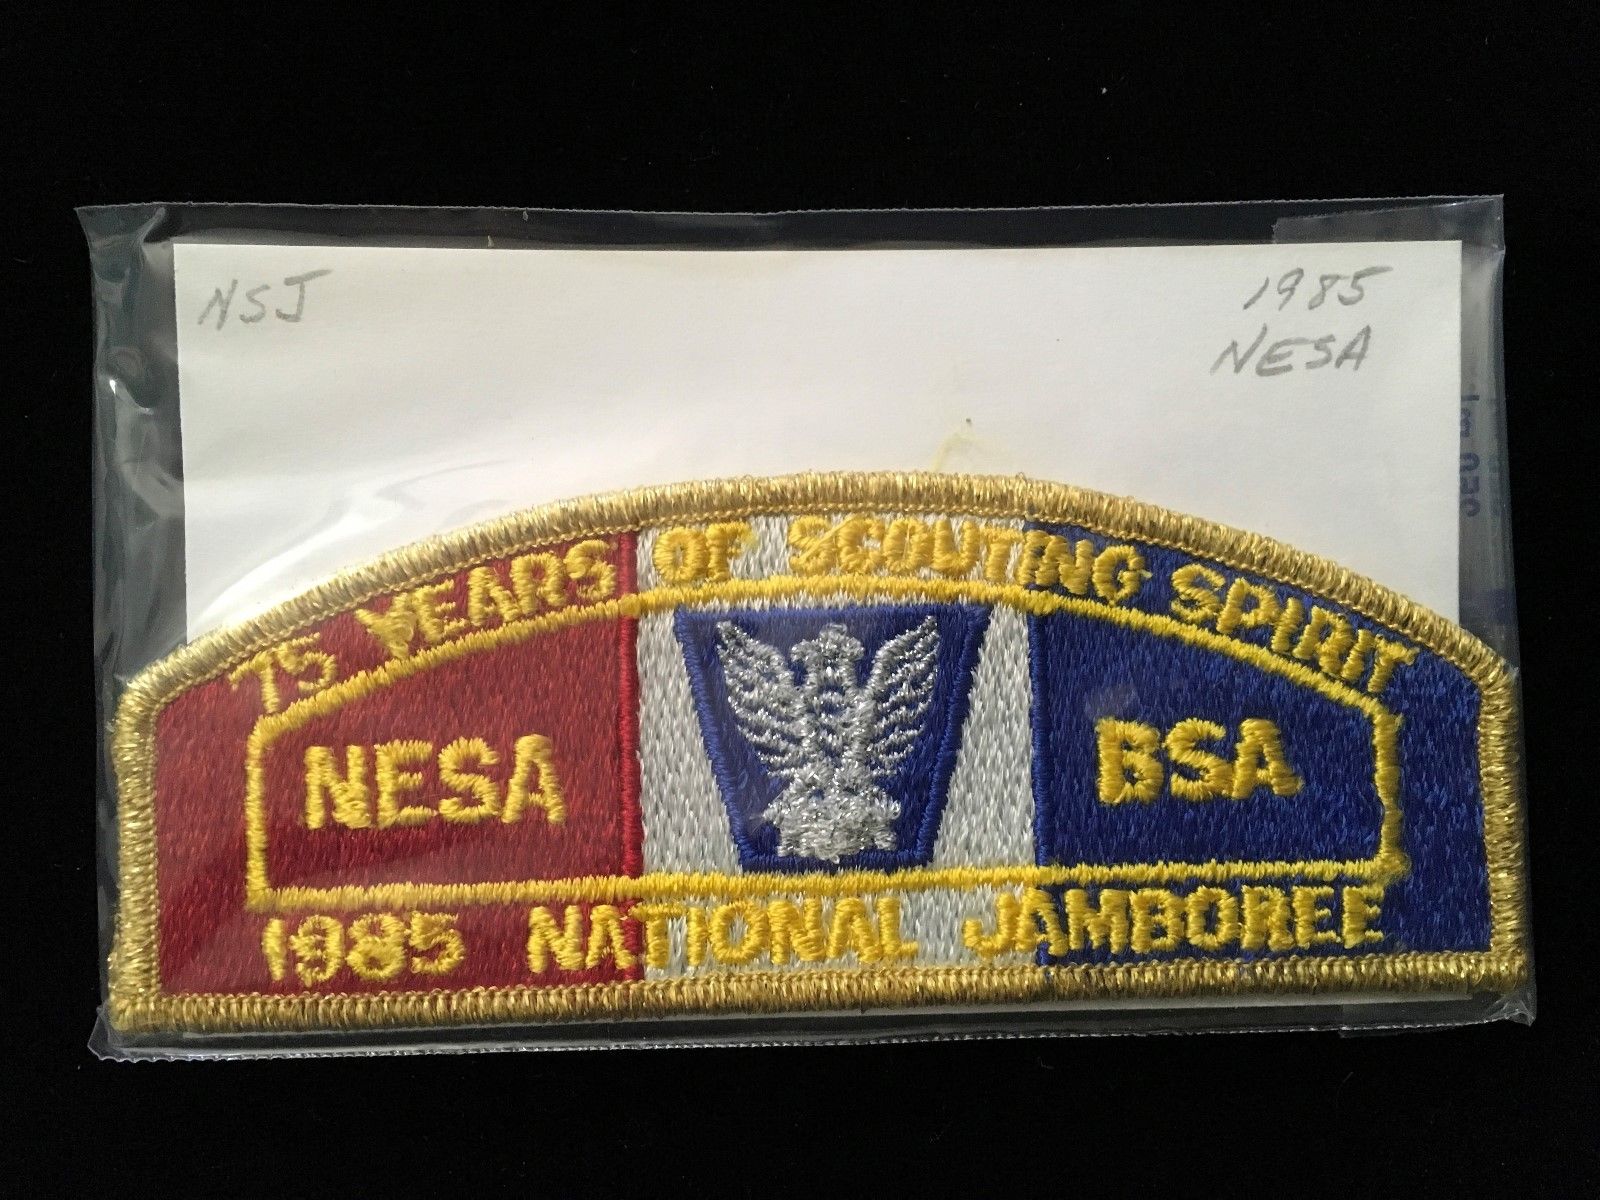 NSJ
1985
NESA
75 YEARS OF SCOUTING SPIRIT
NESA
BSA
1985 NATIONAL JAMBOREE